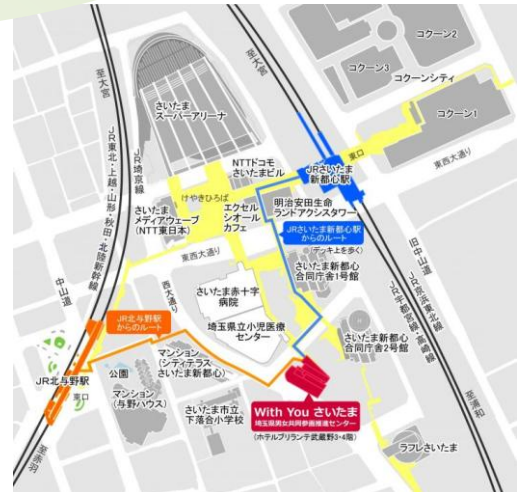 コクーン2
コクーン3
コクーンシティ
コクーン1
至大宮
至大宮
さいたま
スーパーアリーナ
JR埼京線
JR東北・上越・山形・秋田・北陸新幹線
NTTドコモ
さいたまビル
JRさいたま
新都心駅
東口
東西大通り
けやきひろば
さいたま
メディアウェーブ
(NTT東日本)
エクセル
シオール
カフェ
明治安田生命
ランドアクシスタワー
JRさいたま新都心駅
からのルート
(デッキ上を歩く)
中山道
東西大通り
西大通り
さいたま新都心
合同庁舎1号館
旧中山道
JR京浜東北線
JR宇都宮線・高崎線
さいたま赤十字
病院
埼玉県立小児医療
センター
JR北与野駅
からのルート
さいたま新都心
合同庁舎2号館
公園
マンション
(シティテラス
さいたま新都心)
JR北与野駅
東口
マンション
(与野ハウス)
さいたま市立
下落合小学校
With You さいたま
埼玉県男女共同参画推進センター
(ホテルブリランテ武蔵野3・4階)
ラフレさいたま
至赤羽
至浦和